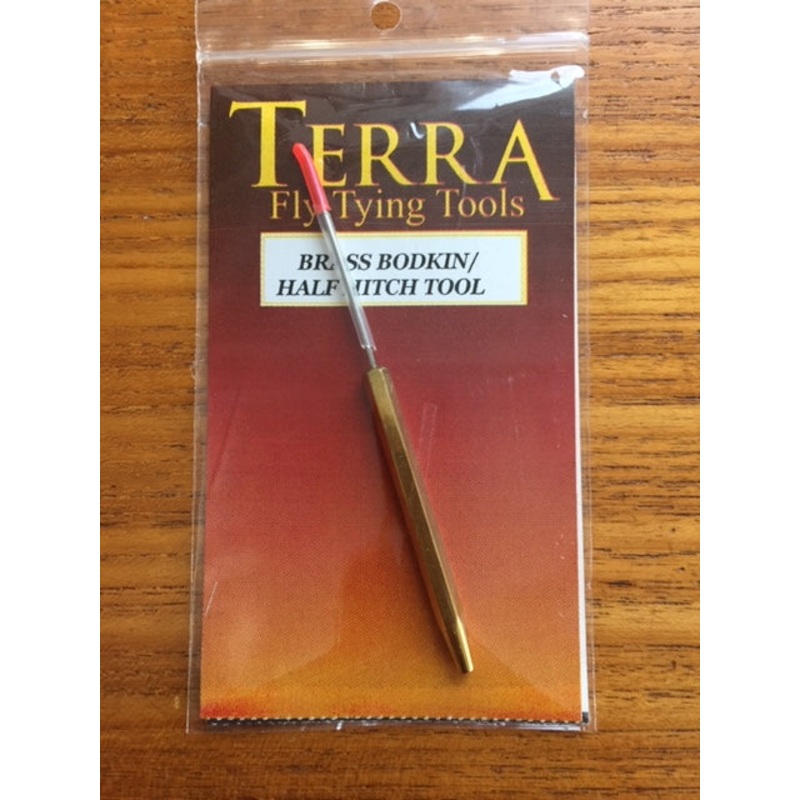 TERRA
Fly Tying Tools
BRASS BODKIN/
HALF HITCH TOOL